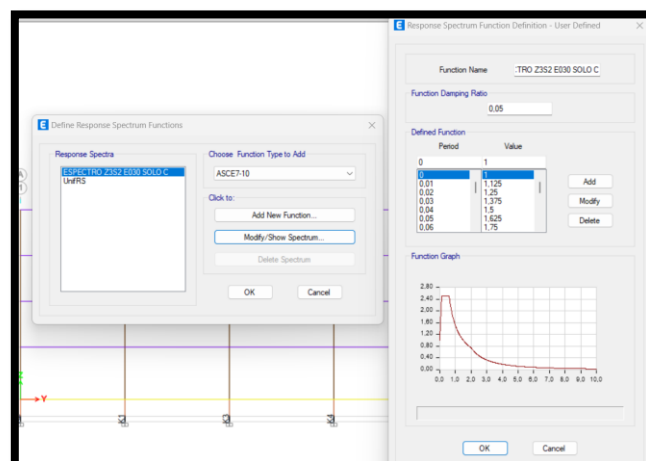 Response Spectrum Function Definition - User Defined
Function Name
:TRO Z3S2 E030 SOLO C
Function Damping Ratio
0.05
Defined Function
Period Value
0 1
0 1
0,01 1,125
0,02 1,25
0,03 1,375
0,04 1,5
0,05 1,625
0,06 1,75
Add
Modify
Delete
Function Graph
2.80
2.40
2.00
1.60
1.20
0.80
0.40
0.00
0,0 1,0 2,0 3,0 4,0 5,0 6,0 7,0 8,0 9,0 10,0
OK Cancel
Define Response Spectrum Functions
Response Spectra
ESPECTRO Z3S2 E030 SOLO C
UnifRS
Choose Function Type to Add
ASCE7-10
Click to:
Add New Function...
Modify/Show Spectrum...
Delete Spectrum
OK Cancel
A
Y